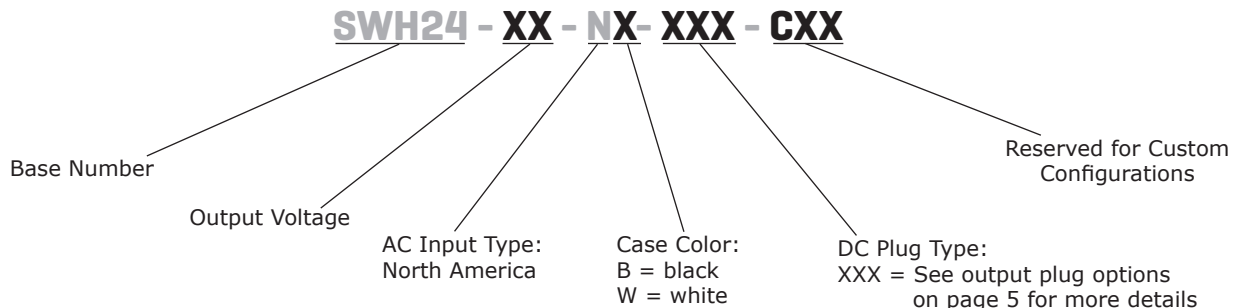 SWH24 - XX - NX- XXX - CXX
Base Number
Output Voltage
AC Input Type:
North America
Case Color:
B = black
W = white
DC Plug Type:
XXX = See output plug options
on page 5 for more details
Reserved for Custom
Configurations